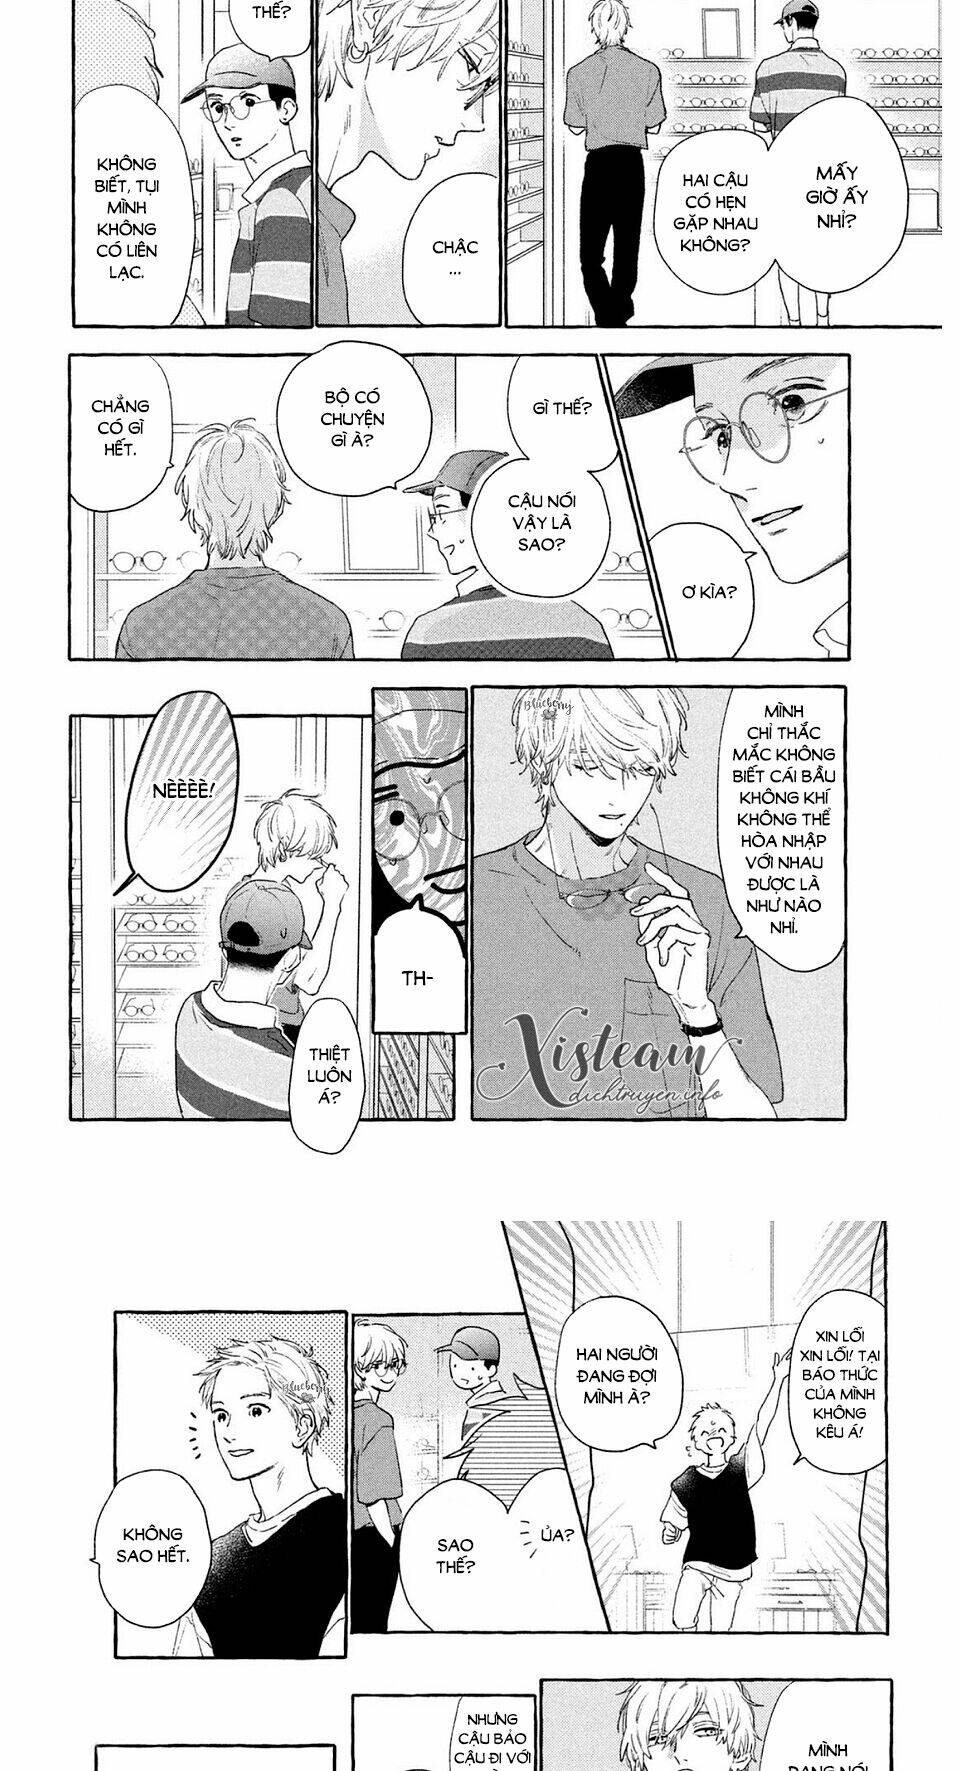 MẤY
GIỜ ẤY
NHỈ?
HAI CẬU
CÓ HẸN
GẶP NHAU
KHÔNG?
CHẬC
...
THẾ?
KHÔNG
BIẾT, TỤI
MÌNH
KHÔNG
CÓ LIÊN
LẠC.
Ơ KÌA?
GÌ THẾ?
CẬU NÓI
VẬY LÀ
SAO?
BỘ CÓ
CHUYỆN
GÌ À?
CHẲNG
CÓ GÌ
HẾT.
MÌNH
CHỈ THẮC
MẮC KHÔNG
BIẾT CÁI BẦU
KHÔNG KHÍ
KHÔNG THỂ
HÒA NHẬP
VỚI NHAU
ĐƯỢC LÀ
NHƯ NÀO
NHỈ.
Blueberry
TH-
NÈÈÈÈ!
THIỆT
LUÔN
Á?
Xisteam
dichtruyen.info
XIN LỖI
XIN LỖI! TẠI
BÁO THỨC
CỦA MÌNH
KHÔNG
KÊU Á!
HAI NGƯỜI
ĐANG ĐỢI
MÌNH À?
ỦA?
SAO
THẾ?
Blueberry
KHÔNG
SAO HẾT.
MÌNH
ĐANG NÓI
NHƯNG
CẬU BẢO
CẬU ĐI VỚI